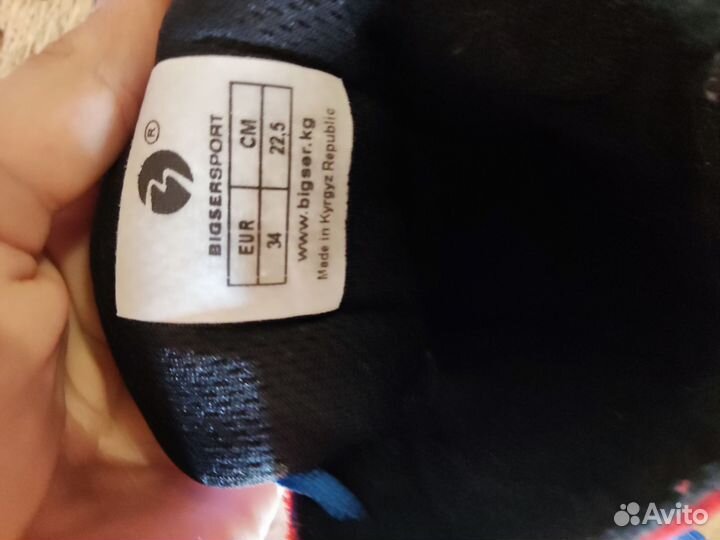 ®
BIGSERSPORT
EUR CM
34 22,5
www.bigser.kg
Made in Kyrgyz Republic
Avito